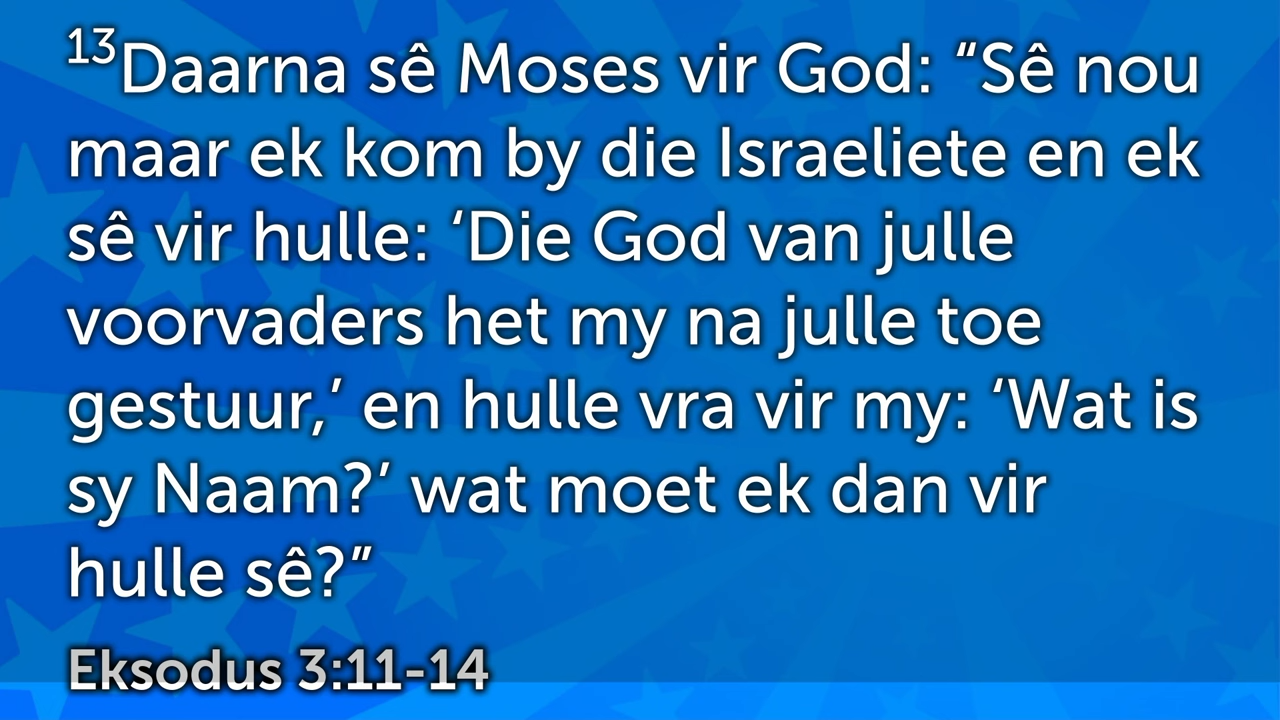 13Daarna sê Moses vir God: “Sê nou
maar ek kom by die Israeliete en ek
sê vir hulle: ‘Die God van julle
voorvaders het my na julle toe
gestuur,’ en hulle vra vir my: ‘Wat is
sy Naam?’ wat moet ek dan vir
hulle sê?”
Eksodus 3:11-14